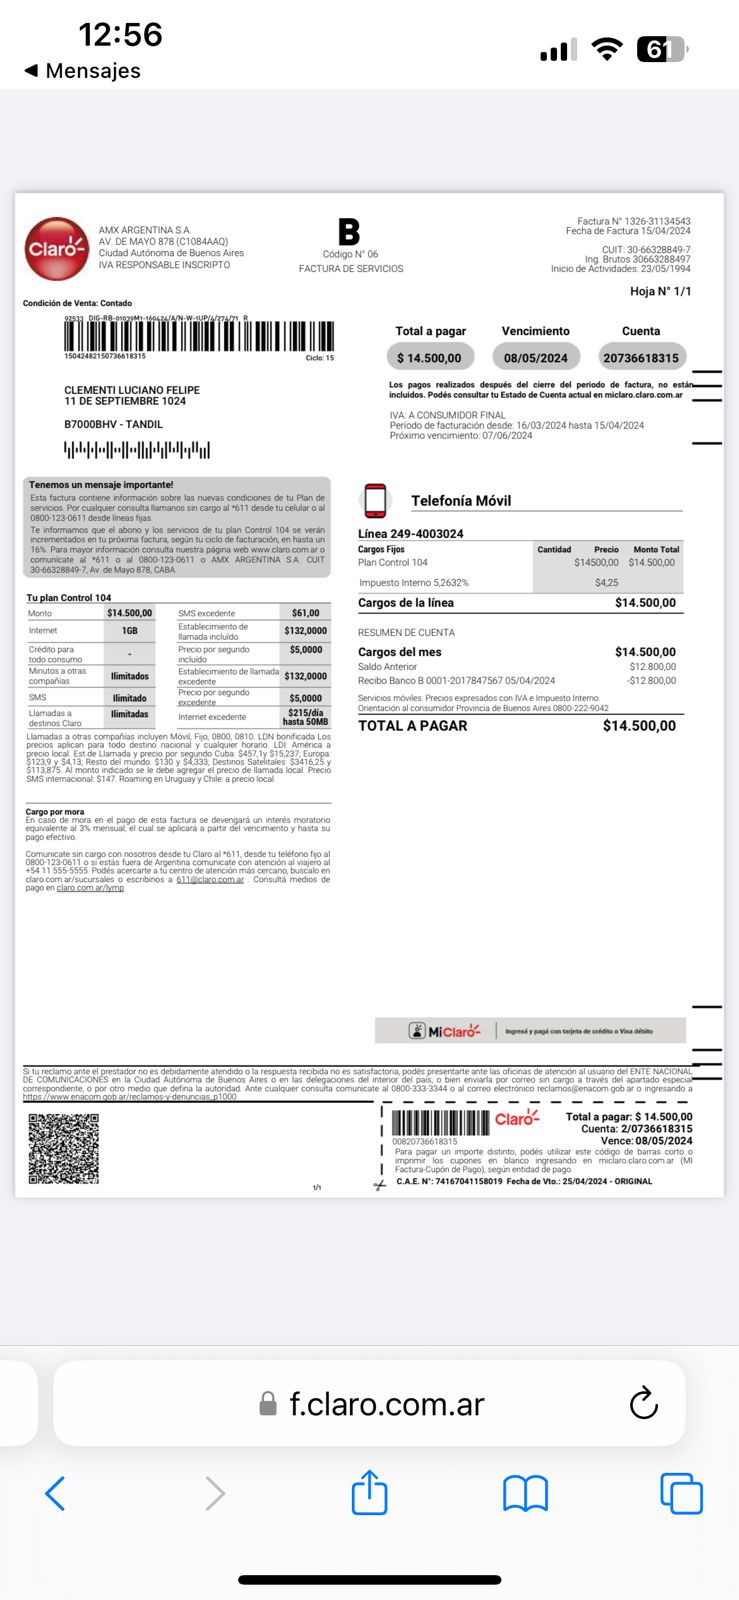 12:56
61
◀ Mensajes
Claro
AMX ARGENTINA S.A.
AV. DE MAYO 878 (C1084AAQ)
Ciudad Autónoma de Buenos Aires
IVA RESPONSABLE INSCRIPTO
B
Código N° 06
FACTURA DE SERVICIOS
Factura N° 1326-31134543
Fecha de Factura 15/04/2024
CUIT: 30-66328849-7
Ing. Brutos 30663288497
Inicio de Actividades: 23/05/1994
Hoja N° 1/1
Condición de Venta: Contado
92533 DIG-RB-01039M1-160424/A/N-W-1UP/4/274/71 R
15042482150736618315
Ciclo: 15
Total a pagar
Vencimiento
Cuenta
$ 14.500,00
08/05/2024
20736618315
Los pagos realizados después del cierre del periodo de factura, no están
incluidos. Podés consultar tu Estado de Cuenta actual en miclaro.claro.com.ar
CLEMENTI LUCIANO FELIPE
11 DE SEPTIEMBRE 1024
B7000BHV - TANDIL
IVA: A CONSUMIDOR FINAL
Período de facturación desde: 16/03/2024 hasta 15/04/2024
Próximo vencimiento: 07/06/2024
Tenemos un mensaje importante!
Esta factura contiene información sobre las nuevas condiciones de tu Plan de
servicios. Por cualquier consulta llamanos sin cargo al *611 desde tu celular o al
0800-123-0611 desde líneas fijas.
Te informamos que el abono y los servicios de tu plan Control 104 se verán
incrementados en tu próxima factura, según tu ciclo de facturación, en hasta un
16%. Para mayor información consulta nuestra página web www.claro.com.ar o
comunicate al *611 o al 0800-123-0611 o AMX ARGENTINA S.A. CUIT
30-66328849-7, Av. de Mayo 878, CABA.
Tu plan Control 104
Monto $14.500,00 SMS excedente $61,00
Internet 1GB Establecimiento de llamada incluído $132,0000
Crédito para todo consumo - Precio por segundo incluído $5,0000
Minutos a otras compañías Ilimitados Establecimiento de llamada excedente $132,0000
SMS Ilimitado Precio por segundo excedente $5,0000
Llamadas a destinos Claro Ilimitadas Internet excedente $215/día hasta 50MB
Llamadas a otras compañías incluyen Móvil, Fijo, 0800, 0810. LDN bonificada Los
precios aplican para todo destino nacional y cualquier horario. LDI: América a
precio local. Est.de Llamada y precio por segundo Cuba: $457,1y $15,237; Europa:
$123,9 y $4,13; Resto del mundo: $130 y $4,333; Destinos Satelitales: $3416,25 y
$113,875. Al monto indicado se le debe agregar el precio de llamada local. Precio
SMS internacional: $147. Roaming en Uruguay y Chile: a precio local.
Cargo por mora
En caso de mora en el pago de esta factura se devengará un interés moratorio
equivalente al 3% mensual, el cual se aplicará a partir del vencimiento y hasta su
pago efectivo.
Comunicate sin cargo con nosotros desde tu Claro al *611, desde tu teléfono fijo al
0800-123-0611 o si estás fuera de Argentina comunicate con atención al viajero al
+54 11 555-5555. Podés acercarte a tu centro de atención más cercano, buscalo en
claro.com.ar/sucursales o escribinos a 611@claro.com.ar . Consultá medios de
pago en claro.com.ar/lymp.
Telefonía Móvil
Línea 249-4003024
Cargos Fijos Cantidad Precio Monto Total
Plan Control 104 $14500,00 $14.500,00
Impuesto Interno 5,2632% $4,25
Cargos de la línea $14.500,00
RESUMEN DE CUENTA
Cargos del mes $14.500,00
Saldo Anterior $12.800,00
Recibo Banco B 0001-2017847567 05/04/2024 -$12.800,00
Servicios móviles: Precios expresados con IVA e Impuesto Interno.
Orientación al consumidor Provincia de Buenos Aires 0800-222-9042
TOTAL A PAGAR $14.500,00
MiClaro
Ingresá y pagá con tarjeta de crédito o Visa débito
Si tu reclamo ante el prestador no es debidamente atendido o la respuesta recibida no es satisfactoria, podés presentarte ante las oficinas de atención al usuario del ENTE NACIONAL
DE COMUNICACIONES en la Ciudad Autónoma de Buenos Aires o en las delegaciones del interior del país; o bien enviarla por correo sin cargo a través del apartado especial
correspondiente, o por otro medio que defina la autoridad. Ante cualquier consulta comunicate al 0800-333-3344 o al correo electrónico reclamos@enacom.gob.ar o ingresando a
https://www.enacom.gob.ar/reclamos-y-denuncias_p1000
00820736618315
Claro
Total a pagar: $ 14.500,00
Cuenta: 2/0736618315
Vence: 08/05/2024
Para pagar un importe distinto, podés utilizar este código de barras corto o
imprimir los cupones en blanco ingresando en miclaro.claro.com.ar (MI
Factura-Cupón de Pago), según entidad de pago.
C.A.E. N°: 74167041158019 Fecha de Vto.: 25/04/2024 - ORIGINAL
1/1
f.claro.com.ar